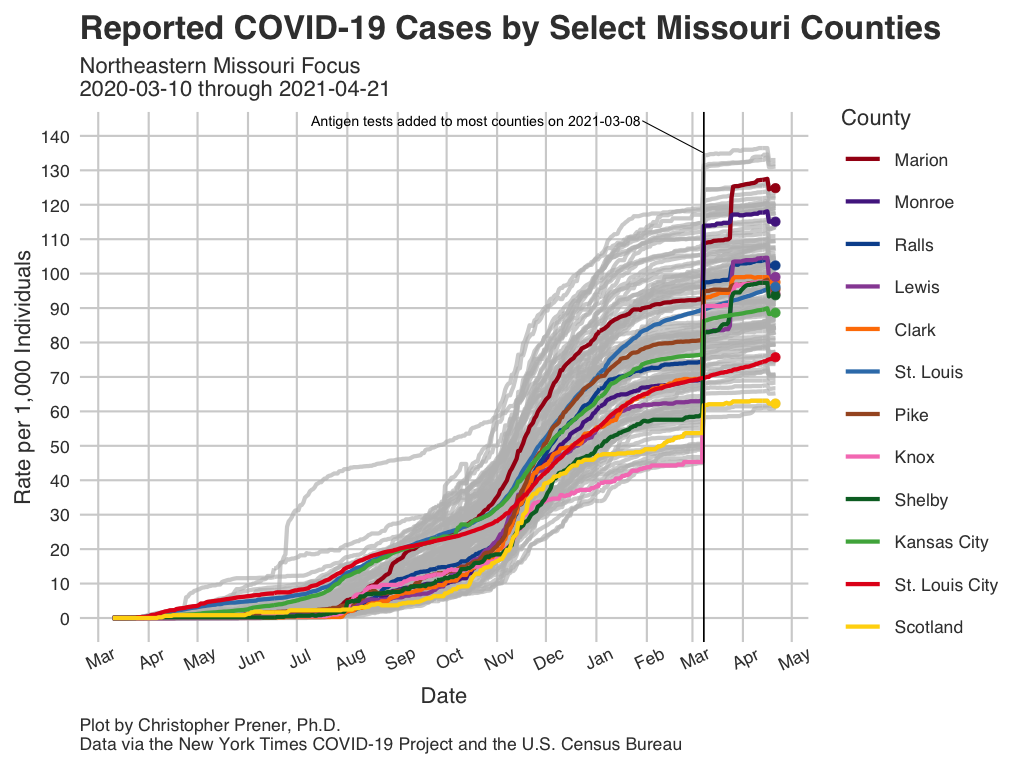 Reported COVID-19 Cases by Select Missouri Counties
Northeastern Missouri Focus
2020-03-10 through 2021-04-21
Antigen tests added to most counties on 2021-03-08
Rate per 1,000 Individuals
140
130
120
110
100
90
80
70
60
50
40
30
20
10
0
Mar Apr May Jun Jul Aug Sep Oct Nov Dec Jan Feb Mar Apr May
Date
County
Marion
Monroe
Ralls
Lewis
Clark
St. Louis
Pike
Knox
Shelby
Kansas City
St. Louis City
Scotland
Plot by Christopher Prener, Ph.D.
Data via the New York Times COVID-19 Project and the U.S. Census Bureau